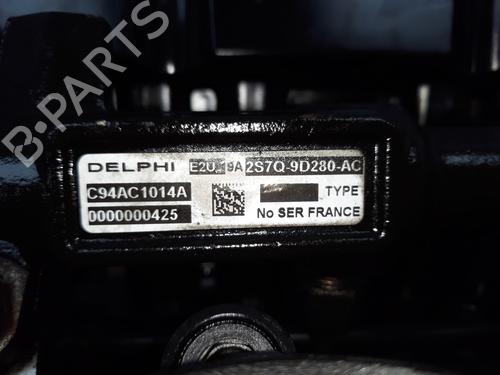 B-PARTS
DELPHI E2U 9A 2S7Q-9D280-AC
C94AC1014A TYPE
0000000425 No SER FRANCE